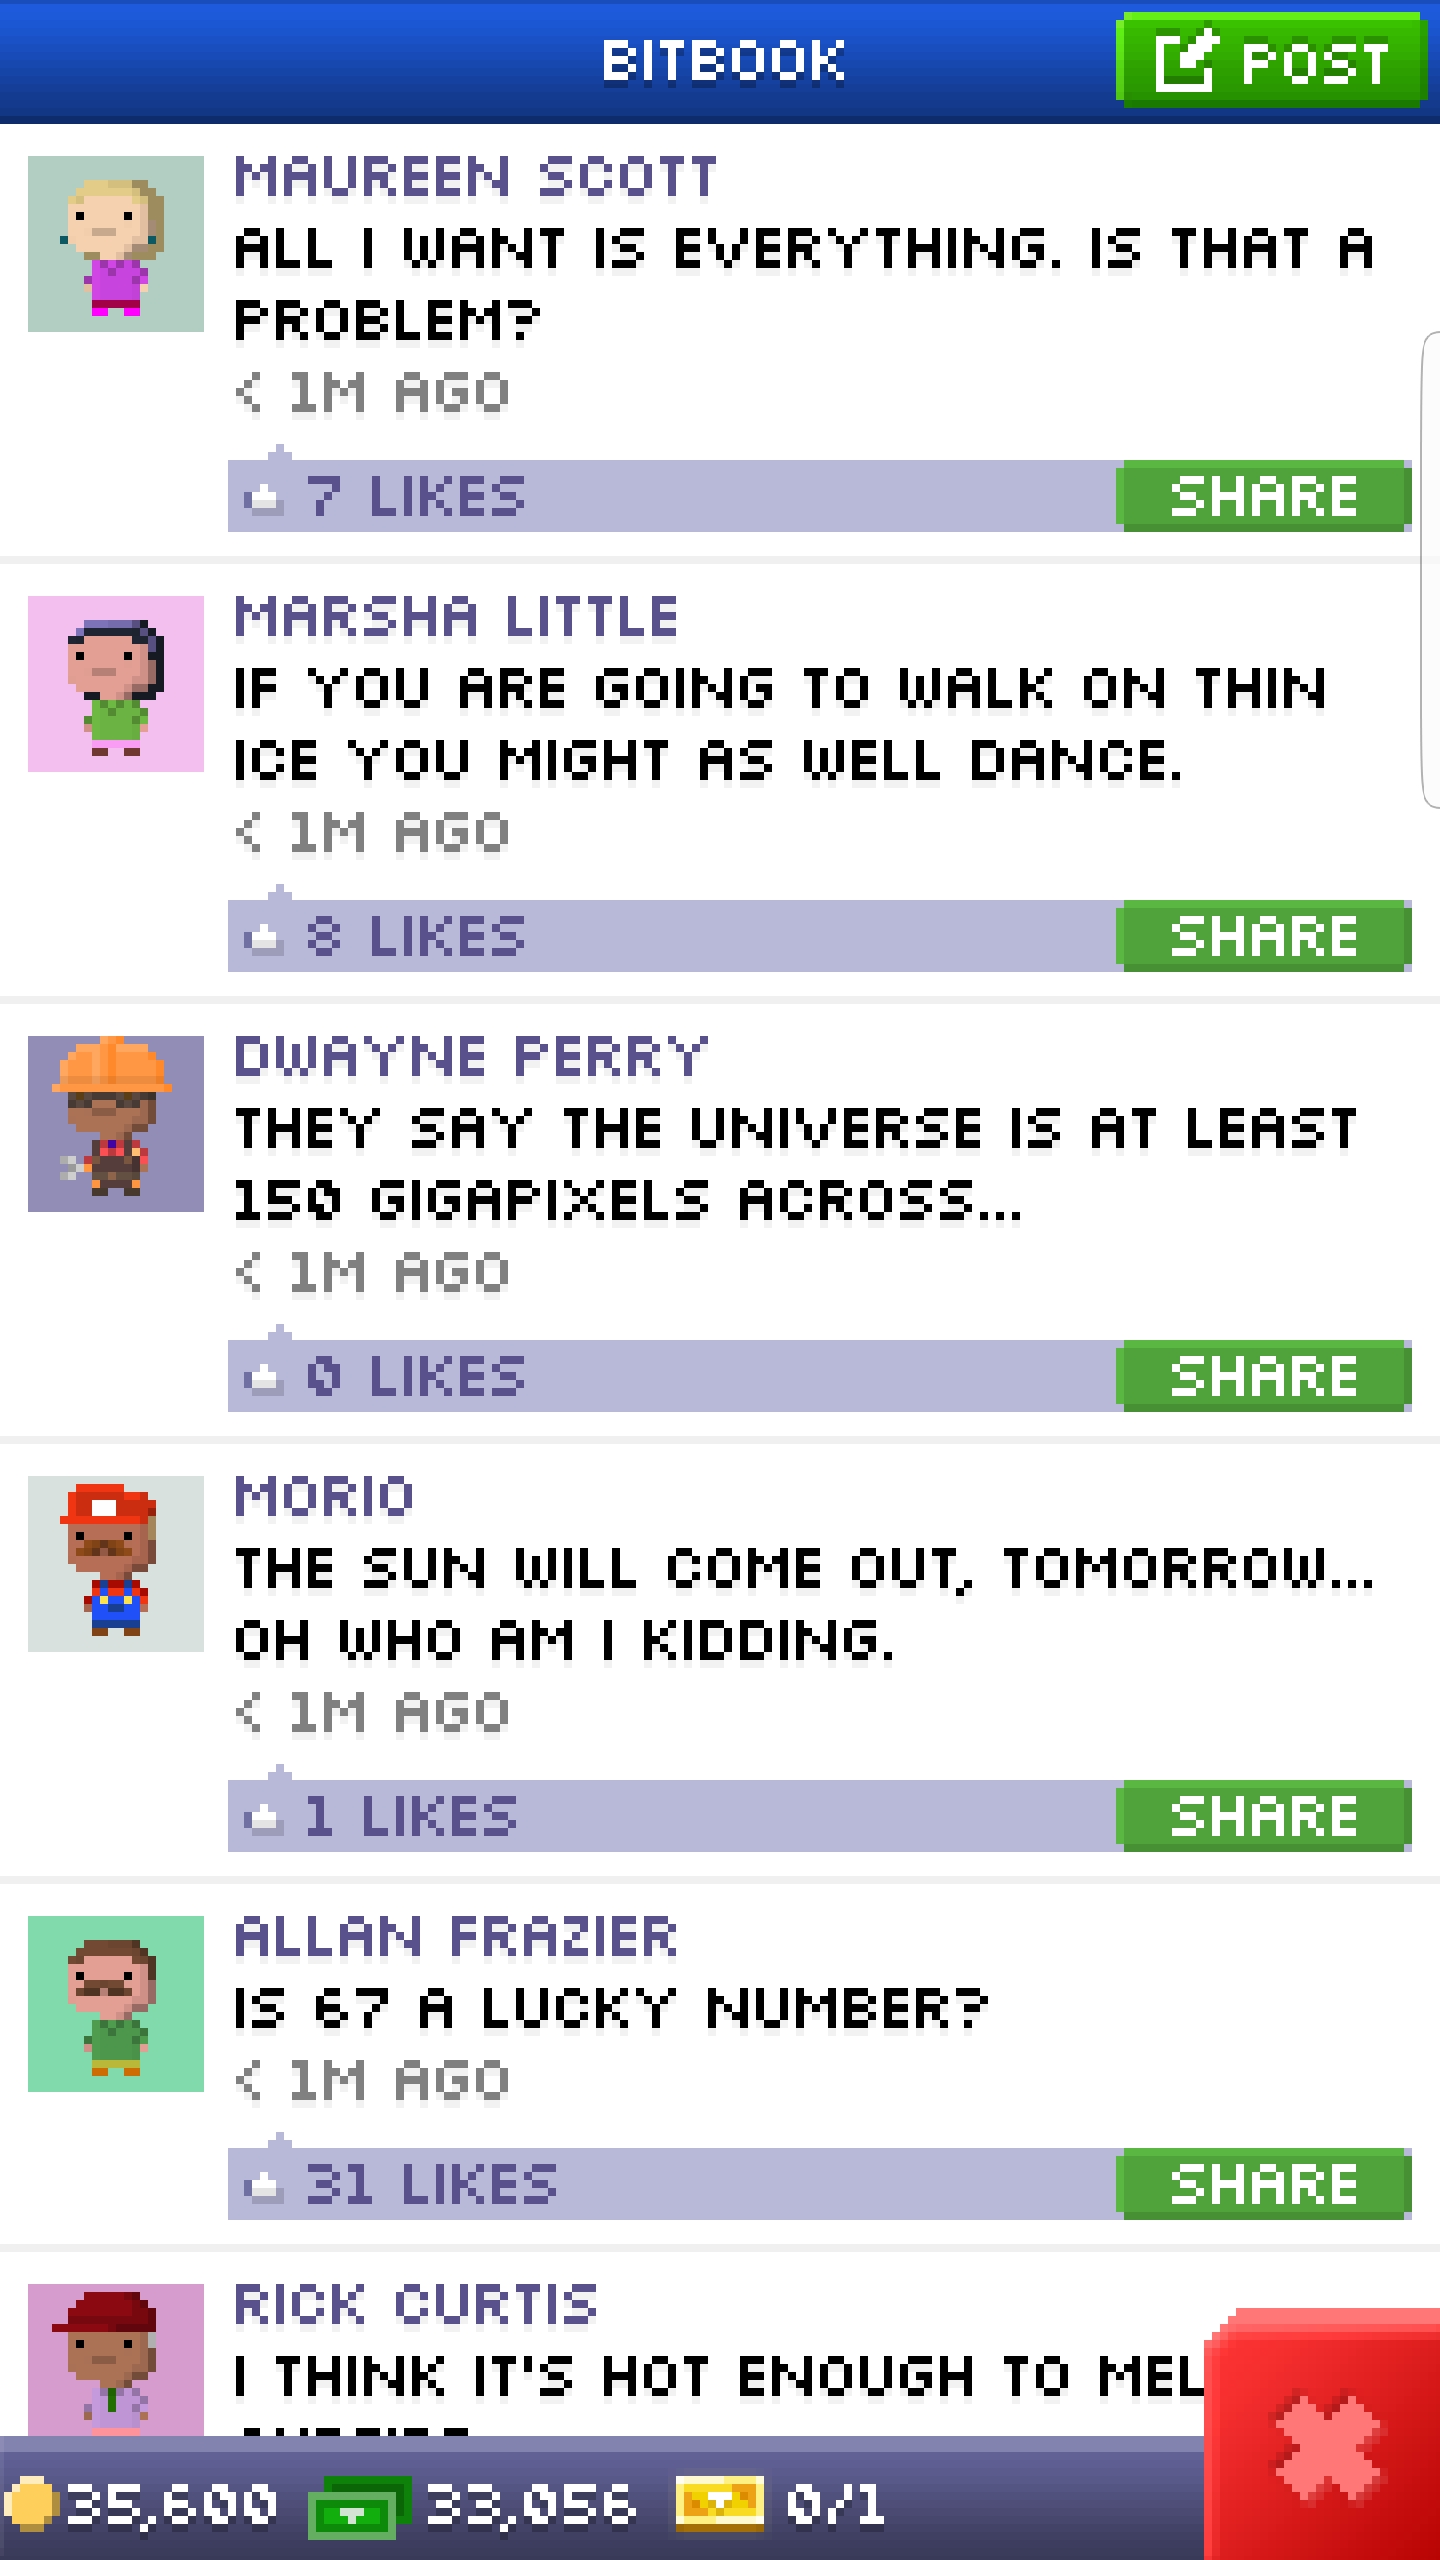 BITBOOK
POST
MAUREEN SCOTT
ALL I WANT IS EVERYTHING. IS THAT A
PROBLEM?
< 1M AGO
7 LIKES
SHARE
MARSHA LITTLE
IF YOU ARE GOING TO WALK ON THIN
ICE YOU MIGHT AS WELL DANCE.
< 1M AGO
8 LIKES
SHARE
DWAYNE PERRY
THEY SAY THE UNIVERSE IS AT LEAST
150 GIGAPIXELS ACROSS...
< 1M AGO
0 LIKES
SHARE
MORIO
THE SUN WILL COME OUT, TOMORROW...
OH WHO AM I KIDDING.
< 1M AGO
1 LIKES
SHARE
ALLAN FRAZIER
IS 67 A LUCKY NUMBER?
< 1M AGO
31 LIKES
SHARE
RICK CURTIS
I THINK IT'S HOT ENOUGH TO MEL
35,600
33,056
0/1